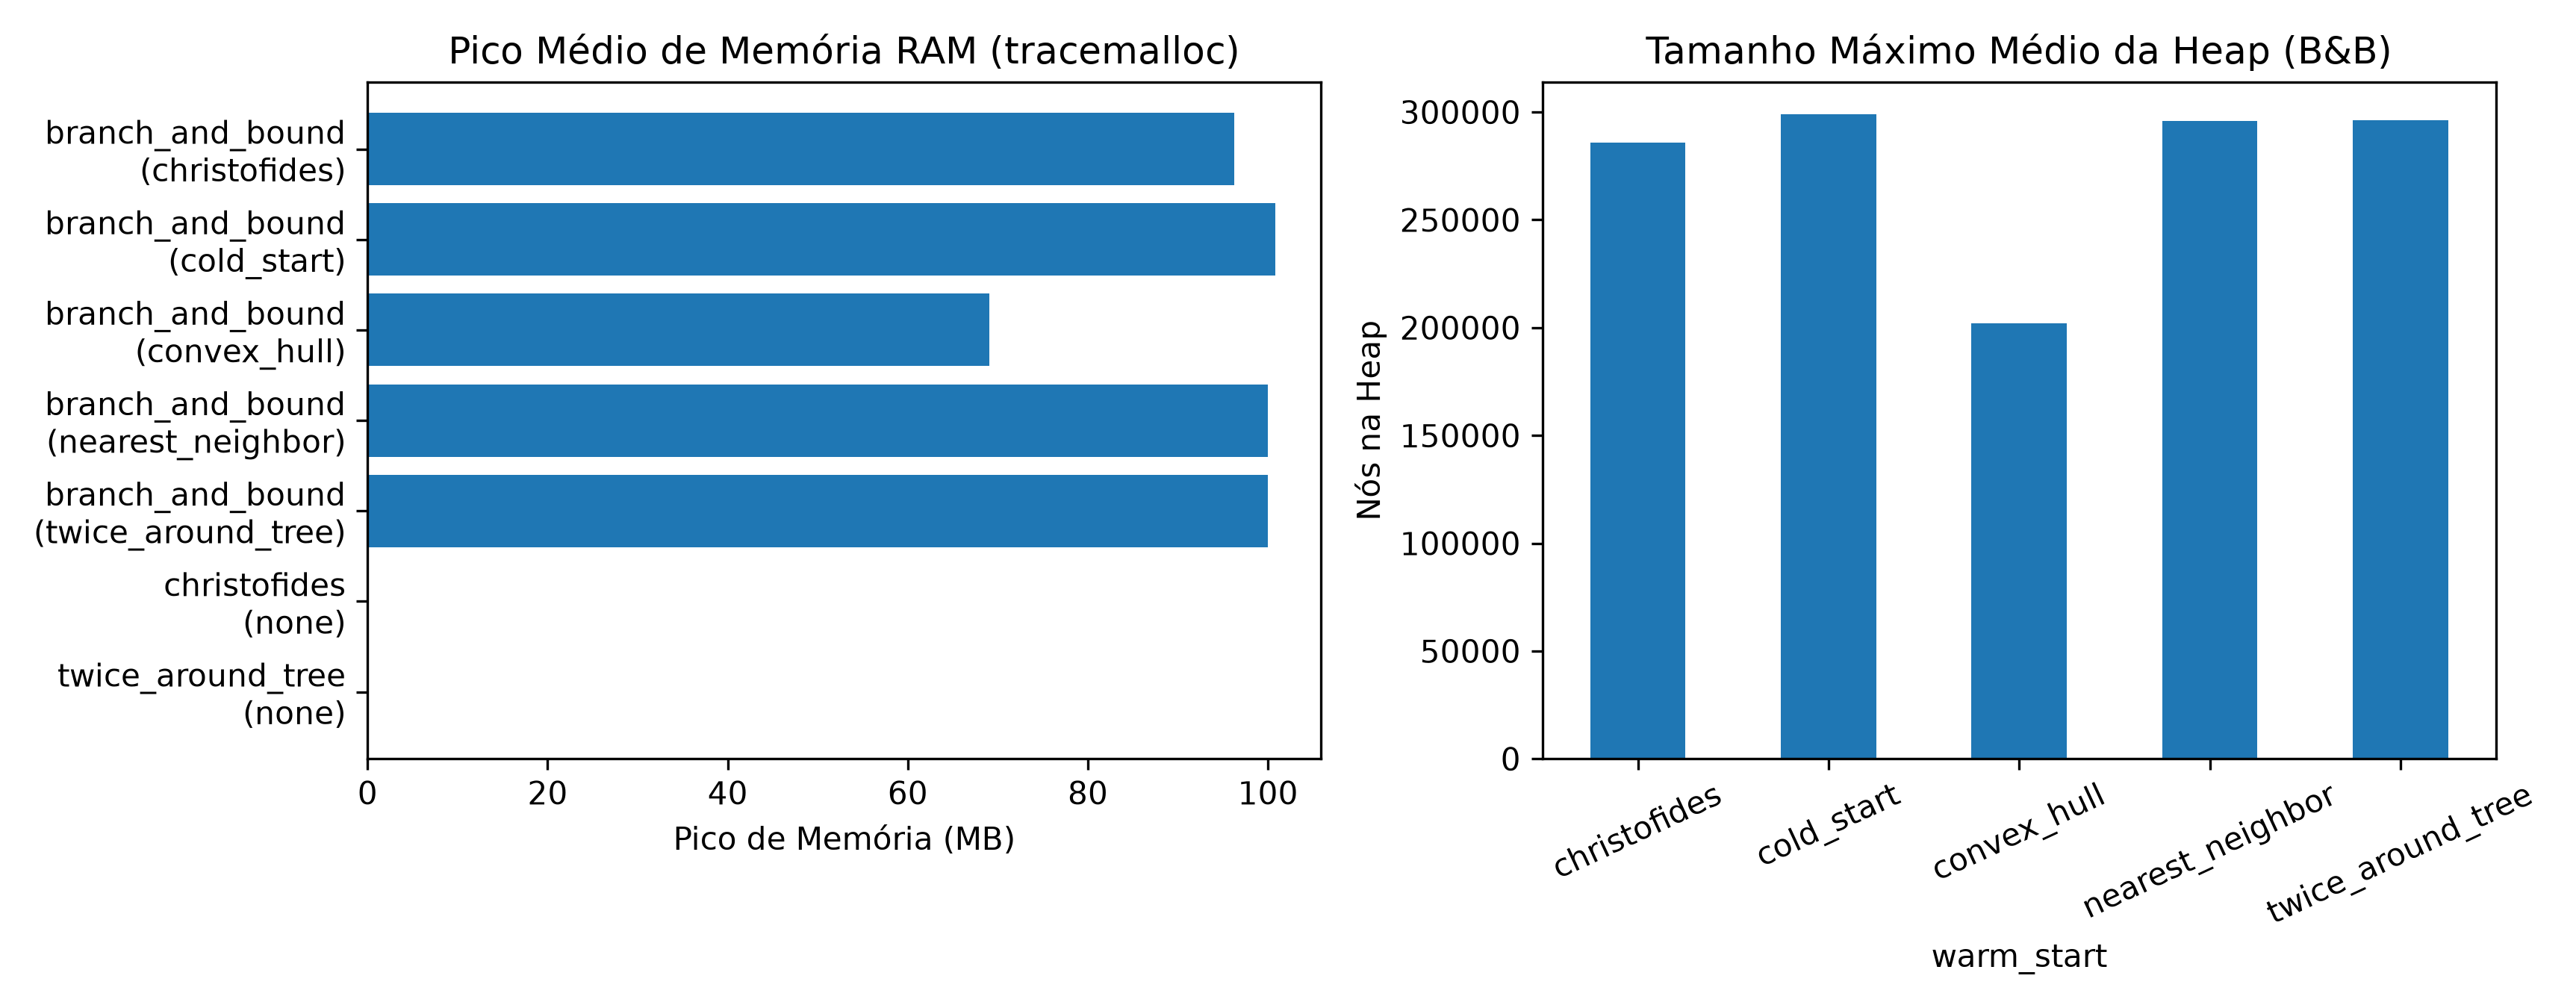 Pico Médio de Memória RAM (tracemalloc)
branch_and_bound
(christofides)
branch_and_bound
(cold_start)
branch_and_bound
(convex_hull)
branch_and_bound
(nearest_neighbor)
branch_and_bound
(twice_around_tree)
christofides
(none)
twice_around_tree
(none)
0 20 40 60 80 100
Pico de Memória (MB)
Tamanho Máximo Médio da Heap (B&B)
Nós na Heap
300000
250000
200000
150000
100000
50000
0
christofides
cold_start
convex_hull
nearest_neighbor
twice_around_tree
warm_start